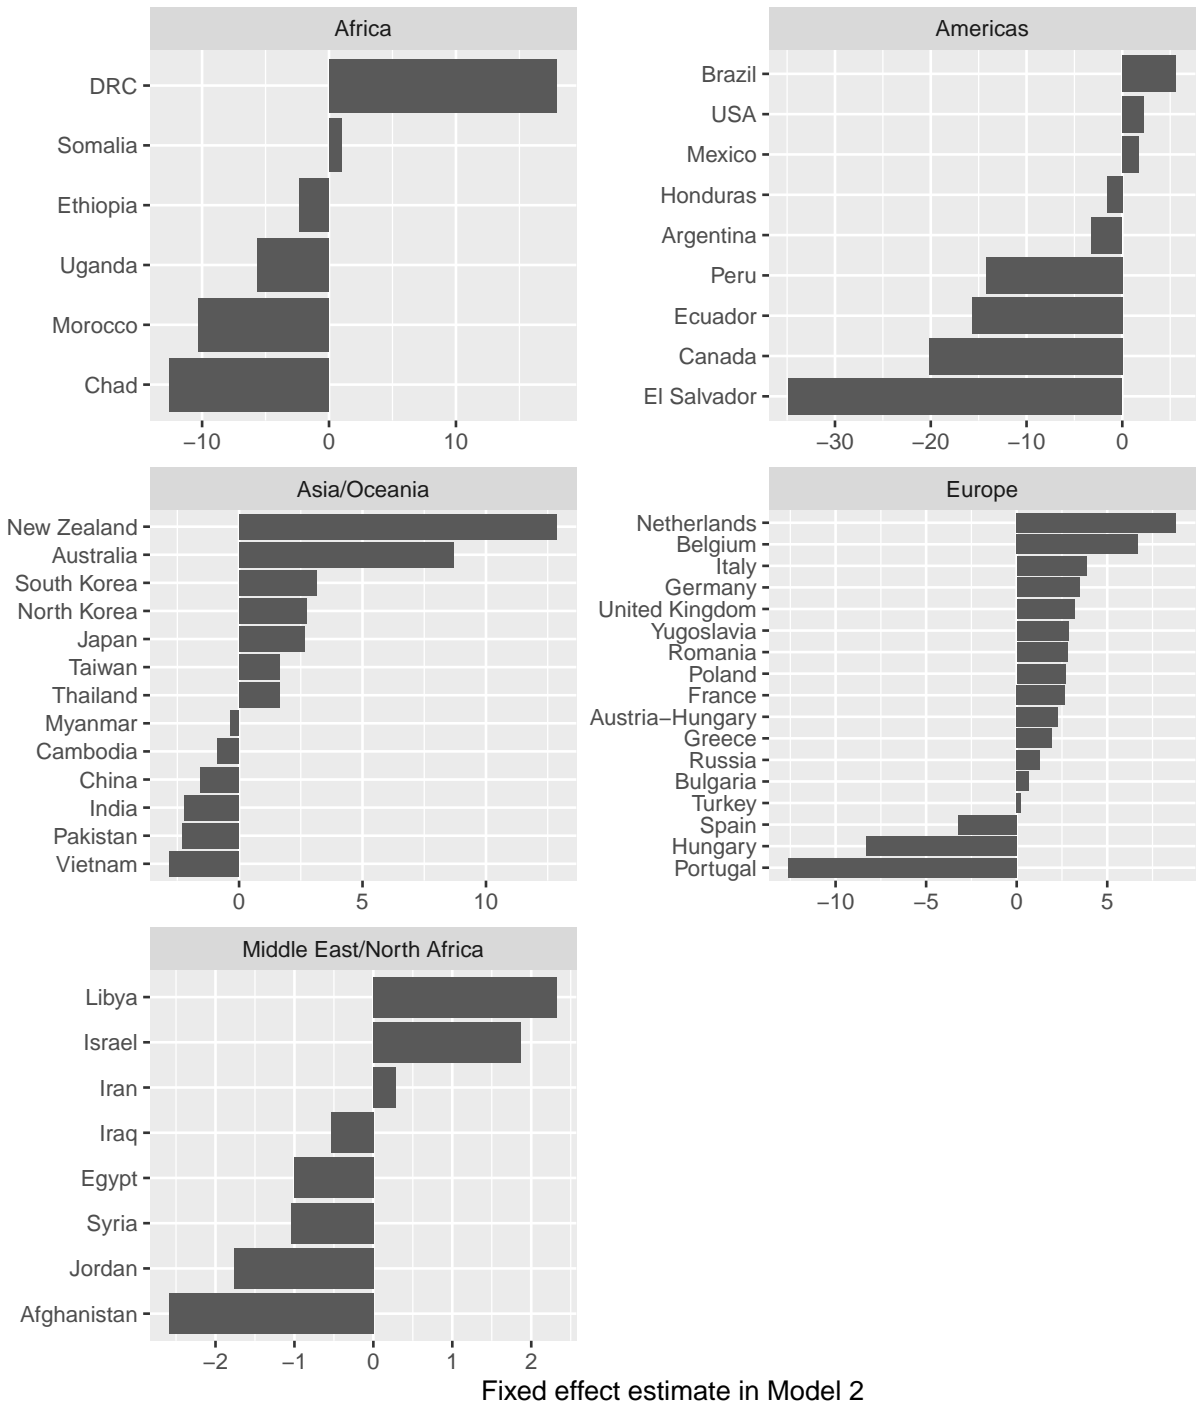 Africa
DRC
Somalia
Ethiopia
Uganda
Morocco
Chad
−10 0 10
Americas
Brazil
USA
Mexico
Honduras
Argentina
Peru
Ecuador
Canada
El Salvador
−30 −20 −10 0
Asia/Oceania
New Zealand
Australia
South Korea
North Korea
Japan
Taiwan
Thailand
Myanmar
Cambodia
China
India
Pakistan
Vietnam
0 5 10
Europe
Netherlands
Belgium
Italy
Germany
United Kingdom
Yugoslavia
Romania
Poland
France
Austria−Hungary
Greece
Russia
Bulgaria
Turkey
Spain
Hungary
Portugal
−10 −5 0 5
Middle East/North Africa
Libya
Israel
Iran
Iraq
Egypt
Syria
Jordan
Afghanistan
−2 −1 0 1 2
Fixed effect estimate in Model 2